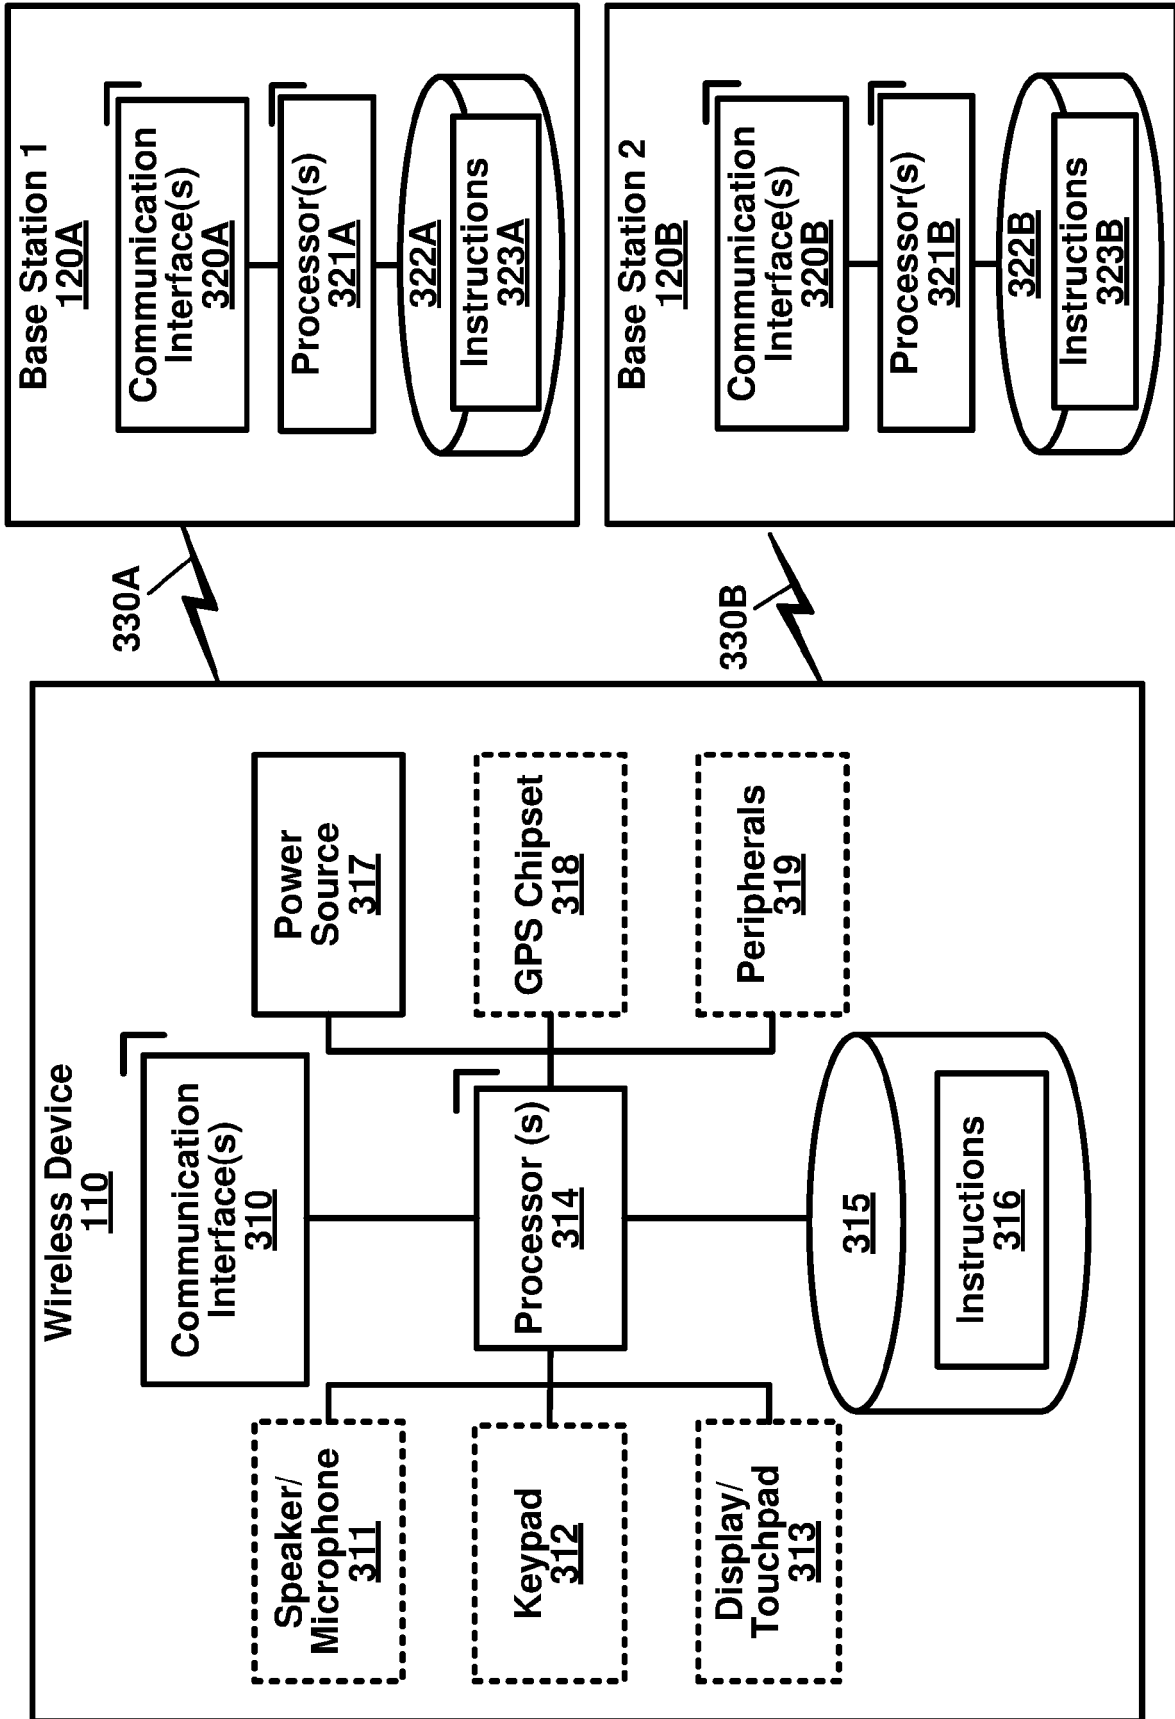 Wireless Device
110
Communication
Interface(s)
310
Speaker/
Microphone
311
Power
Source
317
Keypad
312
Processor (s)
314
GPS Chipset
318
Display/
Touchpad
313
Peripherals
319
315
Instructions
316
330A
330B
Base Station 1
120A
Communication
Interface(s)
320A
Processor(s)
321A
322A
Instructions
323A
Base Station 2
120B
Communication
Interface(s)
320B
Processor(s)
321B
322B
Instructions
323B